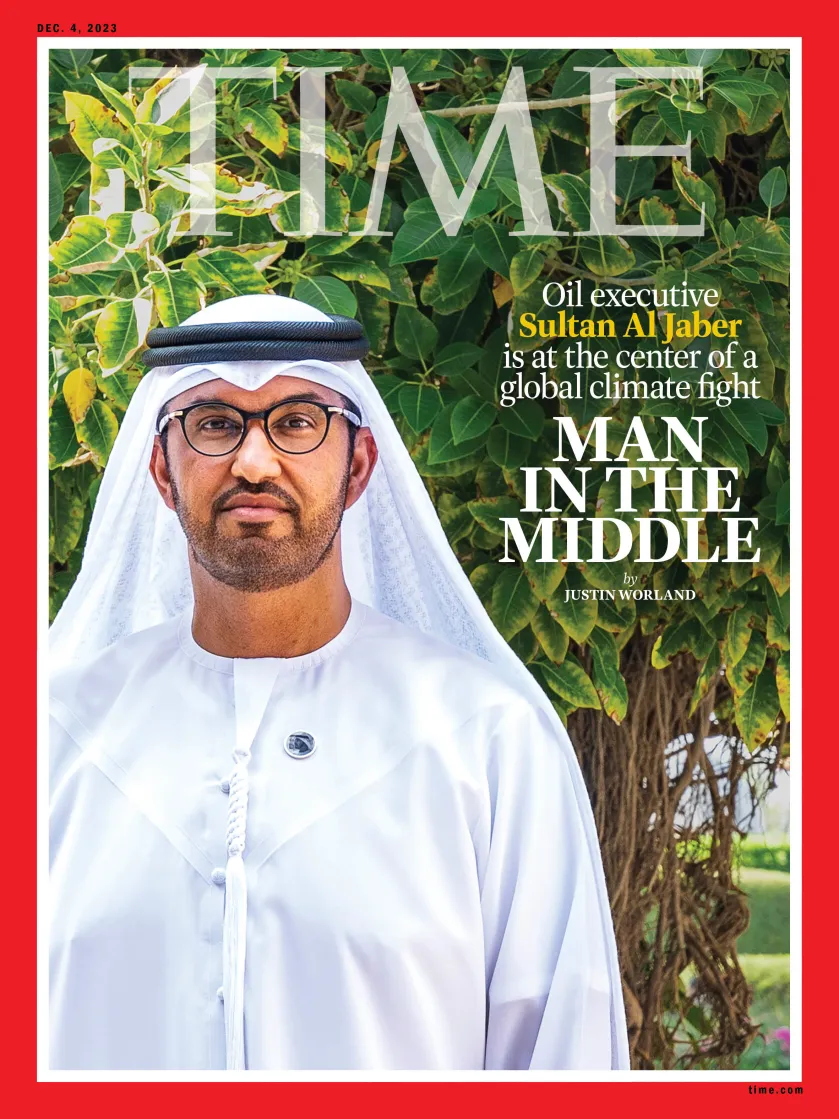 DEC. 4, 2023
TIME
Oil executive
Sultan Al Jaber
is at the center of a
global climate fight
MAN
IN THE
MIDDLE
by
JUSTIN WORLAND
time.com